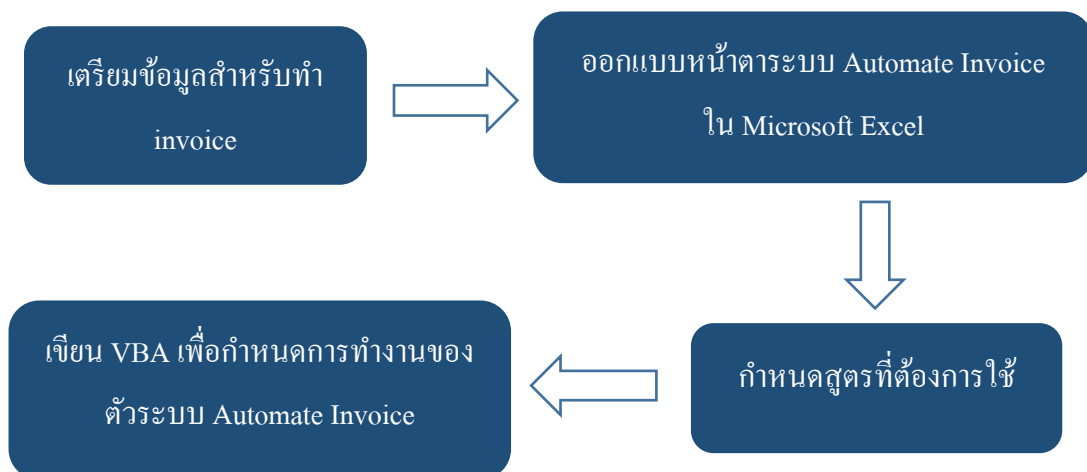 เตรียมข้อมูลสำหรับทำ
invoice
ออกแบบหน้าตาระบบ Automate Invoice
ใน Microsoft Excel
กำหนดสูตรที่ต้องการใช้
เขียน VBA เพื่อกำหนดการทำงานของ
ตัวระบบ Automate Invoice